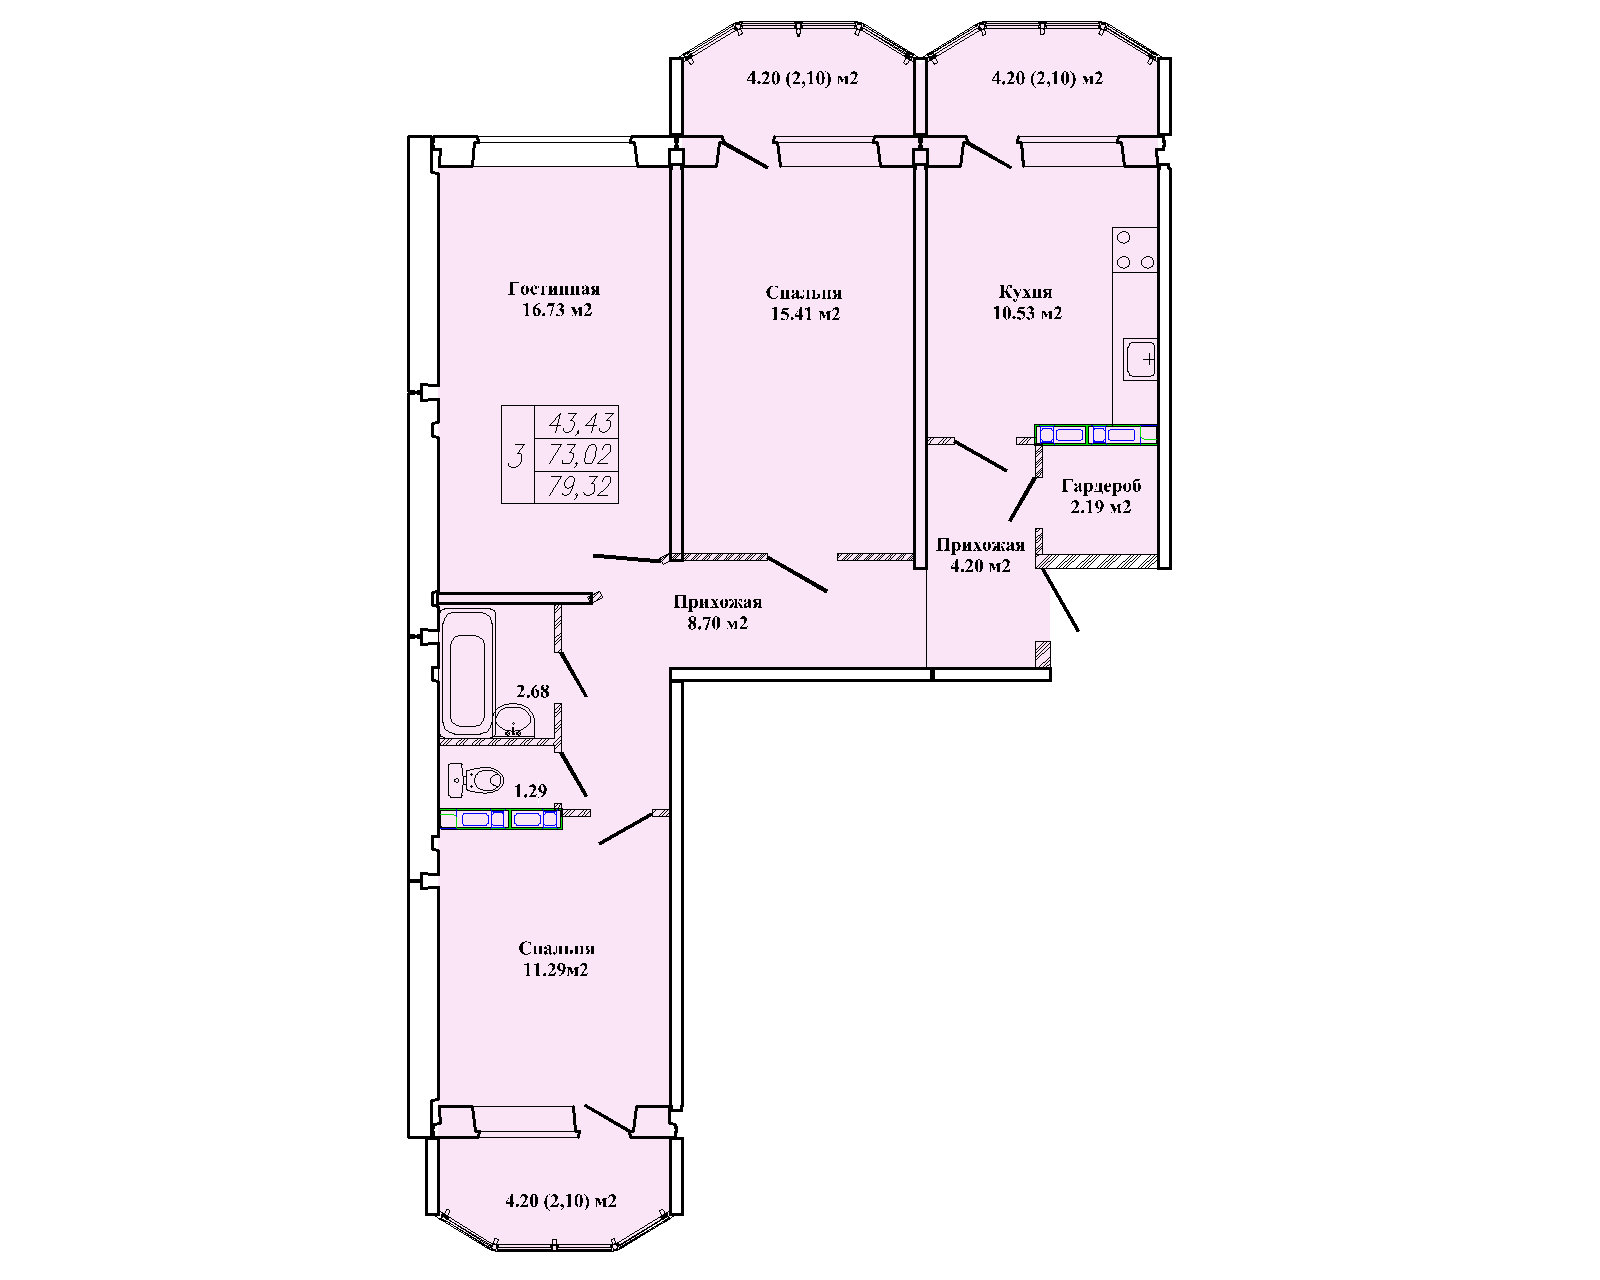 4.20 (2,10) м2
4.20 (2,10) м2
Гостинная
16.73 м2
Спальня
15.41 м2
Кухня
10.53 м2
3
43,43
73,02
79,32
Гардероб
2.19 м2
Прихожая
4.20 м2
Прихожая
8.70 м2
2.68
1.29
Спальня
11.29м2
4.20 (2,10) м2